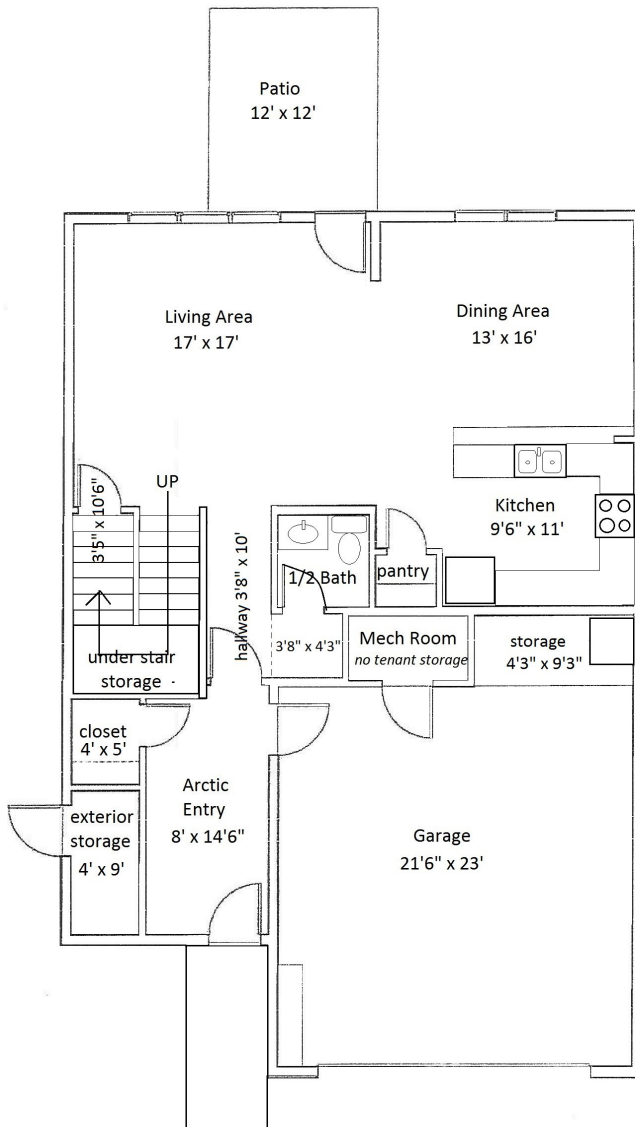 Patio
12' x 12'
Living Area
17' x 17'
Dining Area
13' x 16'
UP
3'5" x 10'6"
Kitchen
9'6" x 11'
hallway 3'8" x 10'
1/2 Bath
pantry
3'8" x 4'3"
Mech Room
no tenant storage
storage
4'3" x 9'3"
under stair
storage
closet
4' x 5'
Arctic
Entry
8' x 14'6"
exterior
storage
4' x 9'
Garage
21'6" x 23'